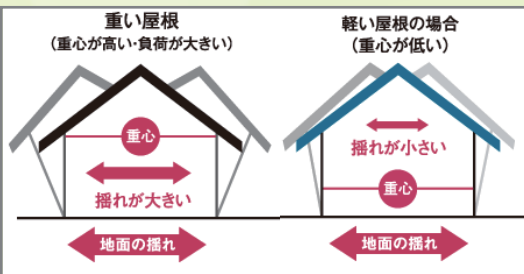 重い屋根
(重心が高い・負荷が大きい)
重心
揺れが大きい
地面の揺れ
軽い屋根の場合
(重心が低い)
揺れが小さい
重心
地面の揺れ